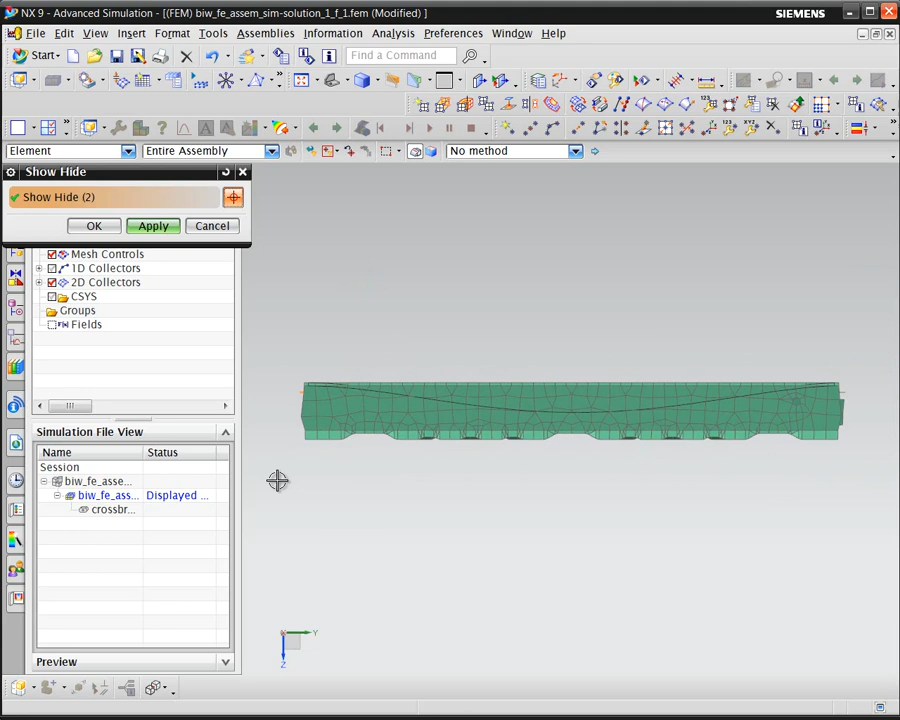 NX 9 - Advanced Simulation - [(FEM) biw_fe_assem_sim-solution_1_f_1.fem (Modified) ]
SIEMENS
File Edit View Insert Format Tools Assemblies Information Analysis Preferences Window Help
Start Find a Command
Element Entire Assembly No method
Show Hide
Show Hide (2)
OK Apply Cancel
Mesh Controls
1D Collectors
2D Collectors
CSYS
Groups
Fields
Simulation File View
Name Status
Session
biw_fe_asse...
biw_fe_ass... Displayed ...
crossbr...
Preview
Y
Z